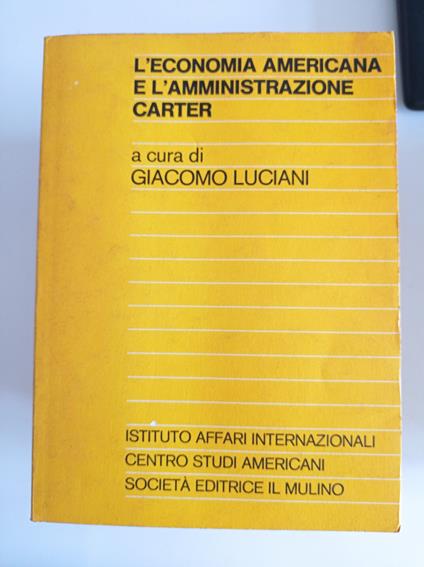 L'ECONOMIA AMERICANA
E L'AMMINISTRAZIONE
CARTER
a cura di
GIACOMO LUCIANI
ISTITUTO AFFARI INTERNAZIONALI
CENTRO STUDI AMERICANI
SOCIETÀ EDITRICE IL MULINO